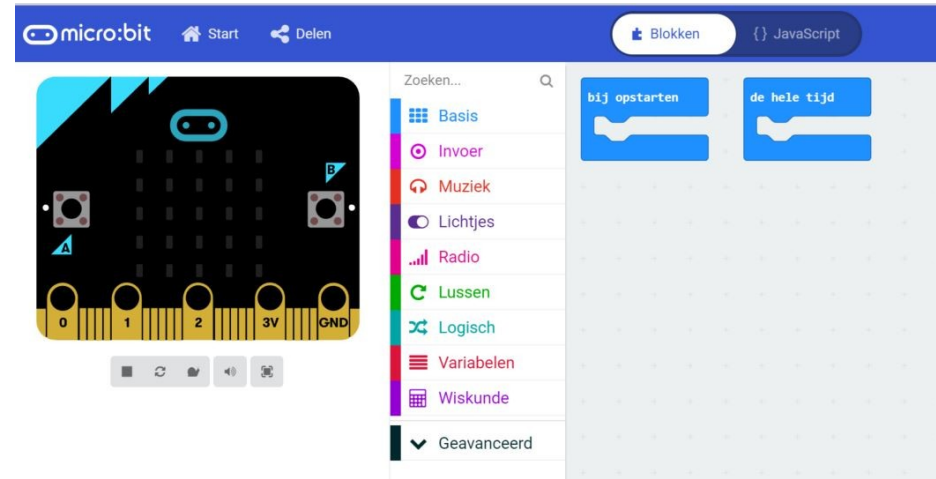 micro:bit
Start
Delen
Blokken
{ } JavaScript
B
A
0
1
2
3V
GND
Zoeken...
Basis
Invoer
Muziek
Lichtjes
Radio
Lussen
Logisch
Variabelen
Wiskunde
Geavanceerd
bij opstarten
de hele tijd